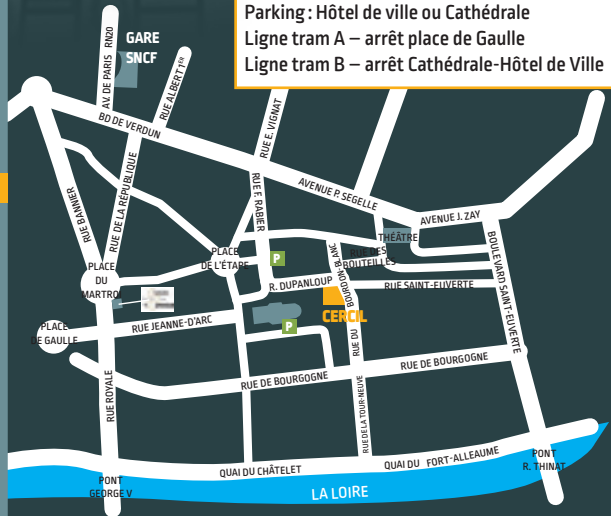 Parking : Hôtel de ville ou Cathédrale
Ligne tram A – arrêt place de Gaulle
Ligne tram B – arrêt Cathédrale-Hôtel de Ville
GARE
SNCF
AV. DE PARIS RN20
RUE ALBERT 1ER
BD DE VERDUN
RUE E. VIGNAT
AVENUE P. SEGELLE
AVENUE J. ZAY
RUE BANNIER
RUE DE LA RÉPUBLIQUE
RUE F. RABIER
THÉÂTRE
RUE DES
BOUTEILLES
BOULEVARD SAINT-EUVERTE
PLACE
DE L'ÉTAPE
P
PLACE
DU
MARTROI
R. DUPANLOUP
RUE DU BOURDON-BLANC
RUE SAINT-EUVERTE
CERCIL
PLACE
DE GAULLE
RUE JEANNE-D'ARC
P
RUE DE BOURGOGNE
RUE DE BOURGOGNE
RUE ROYALE
RUE DE LA TOUR-NEUVE
QUAI DU CHÂTELET
QUAI DU FORT-ALLEAUME
PONT
R. THINAT
PONT
GEORGE V
LA LOIRE